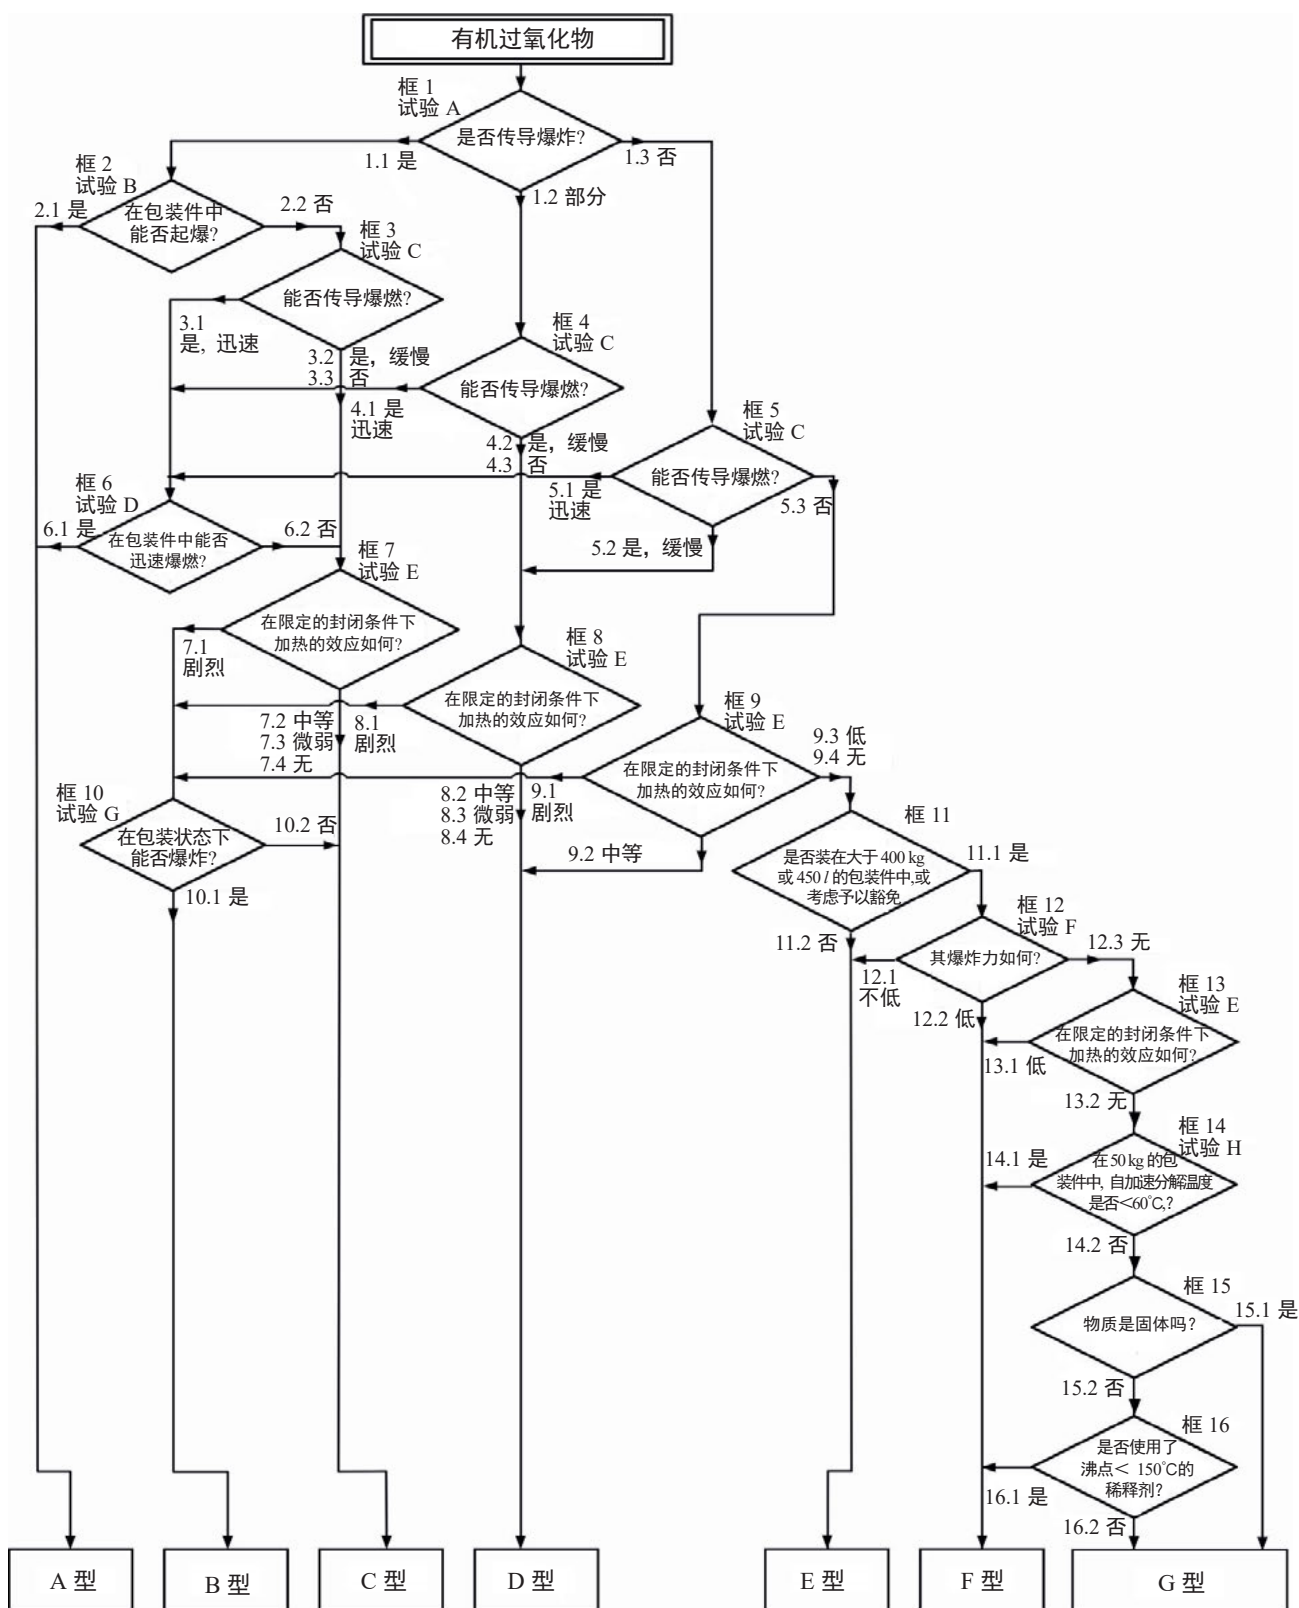 有机过氧化物
框 1
试验 A
是否传导爆炸?
1.1 是
1.3 否
1.2 部分
框 2
试验 B
在包装件中
能否起爆?
2.1 是
2.2 否
框 3
试验 C
能否传导爆燃?
3.1
是, 迅速
3.2 是，缓慢
3.3 否
框 4
试验 C
能否传导爆燃?
4.1 是
迅速
4.2 是，缓慢
4.3 否
框 5
试验 C
能否传导爆燃?
5.1 是
迅速
5.3 否
5.2 是，缓慢
框 6
试验 D
在包装件中能否
迅速爆燃?
6.1 是
6.2 否
框 7
试验 E
在限定的封闭条件下
加热的效应如何?
7.1
剧烈
7.2 中等
7.3 微弱
7.4 无
框 8
试验 E
在限定的封闭条件下
加热的效应如何?
8.1
剧烈
8.2 中等
8.3 微弱
8.4 无
框 9
试验 E
在限定的封闭条件下
加热的效应如何?
9.1
剧烈
9.2 中等
9.3 低
9.4 无
框 10
试验 G
在包装状态下
能否爆炸?
10.2 否
10.1 是
框 11
是否装在大于 400 kg
或 450 l 的包装件中,或
考虑予以豁免
11.1 是
11.2 否
框 12
试验 F
其爆炸力如何?
12.1
不低
12.2 低
12.3 无
框 13
试验 E
在限定的封闭条件下
加热的效应如何?
13.1 低
13.2 无
框 14
试验 H
在 50 kg 的包
装件中, 自加速分解温度
是否＜60℃,?
14.1 是
14.2 否
框 15
物质是固体吗?
15.1 是
15.2 否
框 16
是否使用了
沸点＜ 150℃的
稀释剂?
16.1 是
16.2 否
A 型
B 型
C 型
D 型
E 型
F 型
G 型